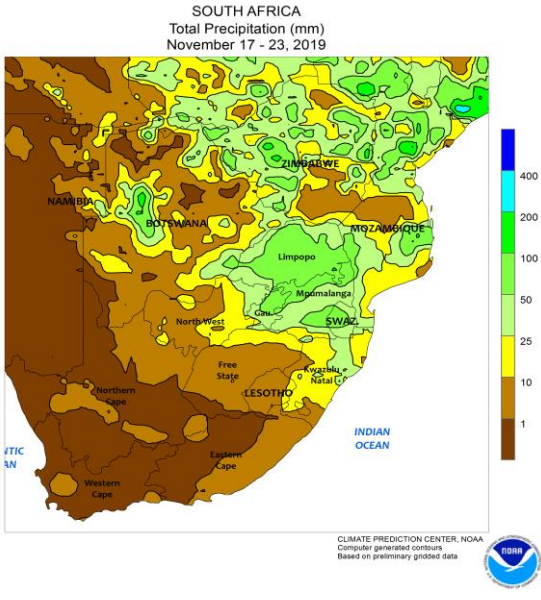 SOUTH AFRICA
Total Precipitation (mm)
November 17 - 23, 2019
ZIMBABWE
NAMIBIA
BOTSWANA
MOZAMBIQUE
Limpopo
Mpumalanga
Gau.
SWAZ.
North West
Free
State
Kwazulu
Natal
LESOTHO
Northern
Cape
Eastern
Cape
Western
Cape
INDIAN
OCEAN
NTIC
AN
400
200
100
50
25
10
1
CLIMATE PREDICTION CENTER, NOAA
Computer generated contours
Based on preliminary gridded data
NOAA